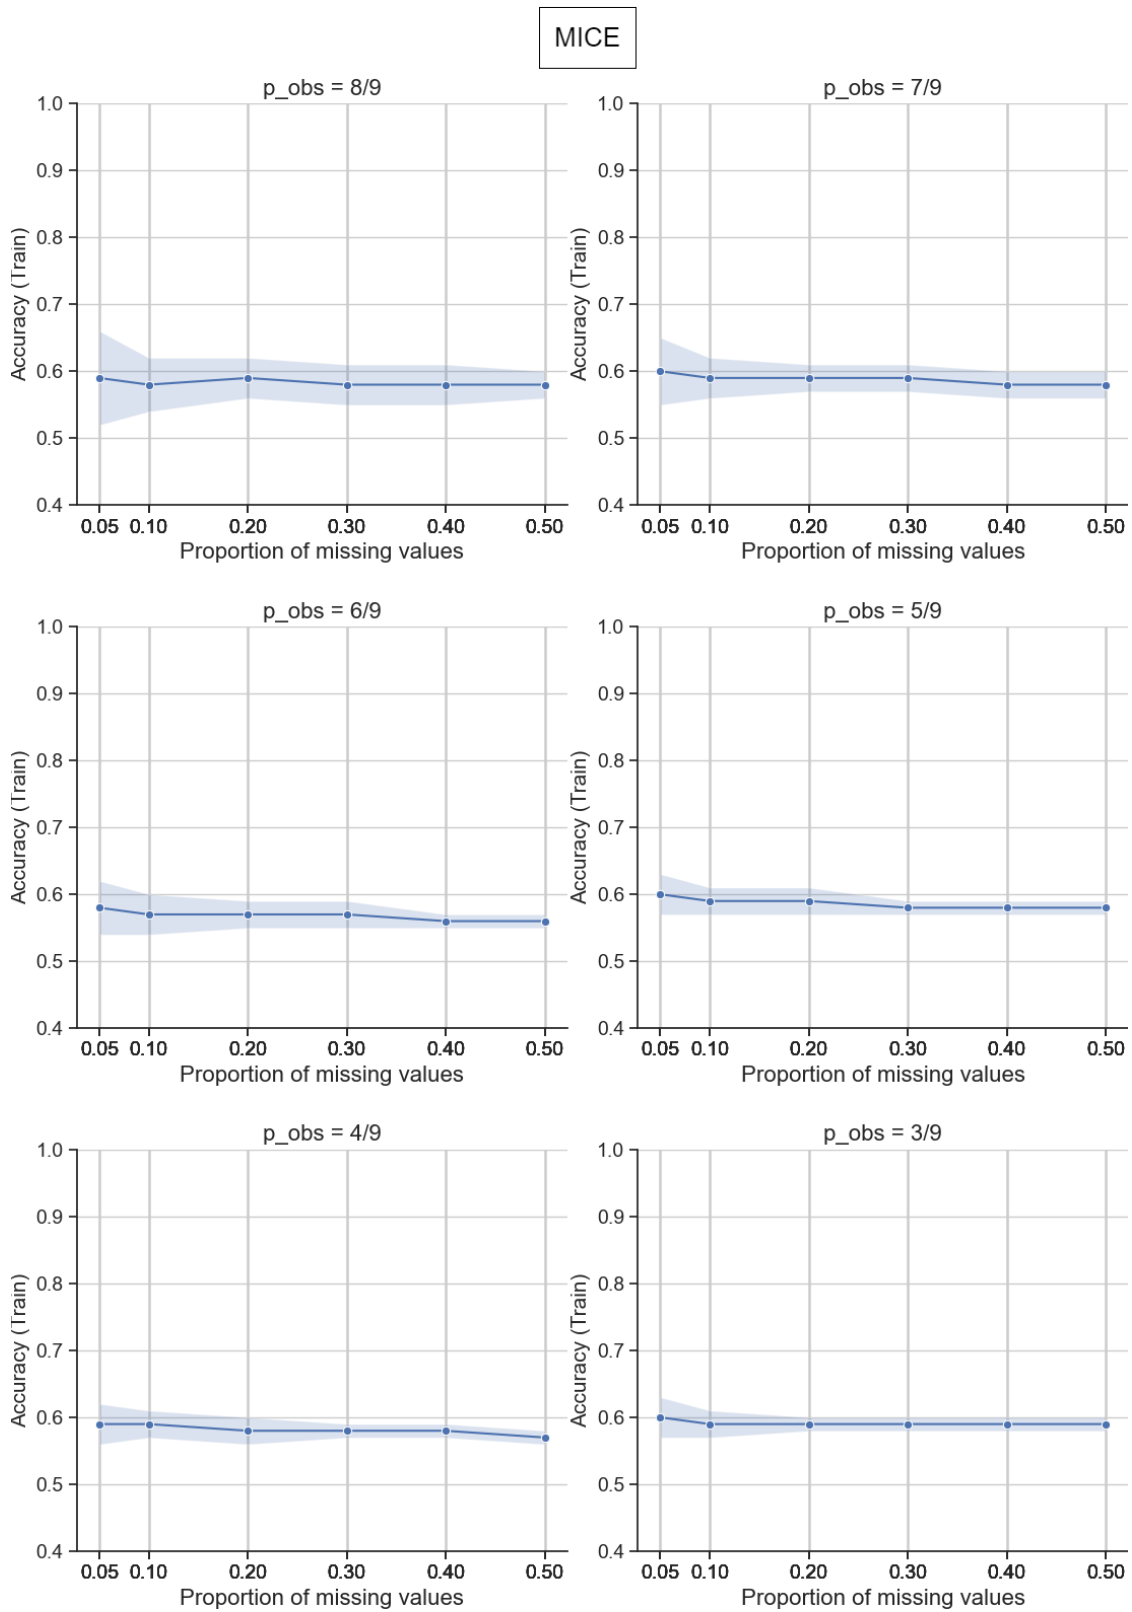 MICE
p_obs = 8/9
1.0
0.9
0.8
0.7
0.6
0.5
0.4
Accuracy (Train)
0.05 0.10 0.20 0.30 0.40 0.50
Proportion of missing values
p_obs = 7/9
1.0
0.9
0.8
0.7
0.6
0.5
0.4
Accuracy (Train)
0.05 0.10 0.20 0.30 0.40 0.50
Proportion of missing values
p_obs = 6/9
1.0
0.9
0.8
0.7
0.6
0.5
0.4
Accuracy (Train)
0.05 0.10 0.20 0.30 0.40 0.50
Proportion of missing values
p_obs = 5/9
1.0
0.9
0.8
0.7
0.6
0.5
0.4
Accuracy (Train)
0.05 0.10 0.20 0.30 0.40 0.50
Proportion of missing values
p_obs = 4/9
1.0
0.9
0.8
0.7
0.6
0.5
0.4
Accuracy (Train)
0.05 0.10 0.20 0.30 0.40 0.50
Proportion of missing values
p_obs = 3/9
1.0
0.9
0.8
0.7
0.6
0.5
0.4
Accuracy (Train)
0.05 0.10 0.20 0.30 0.40 0.50
Proportion of missing values